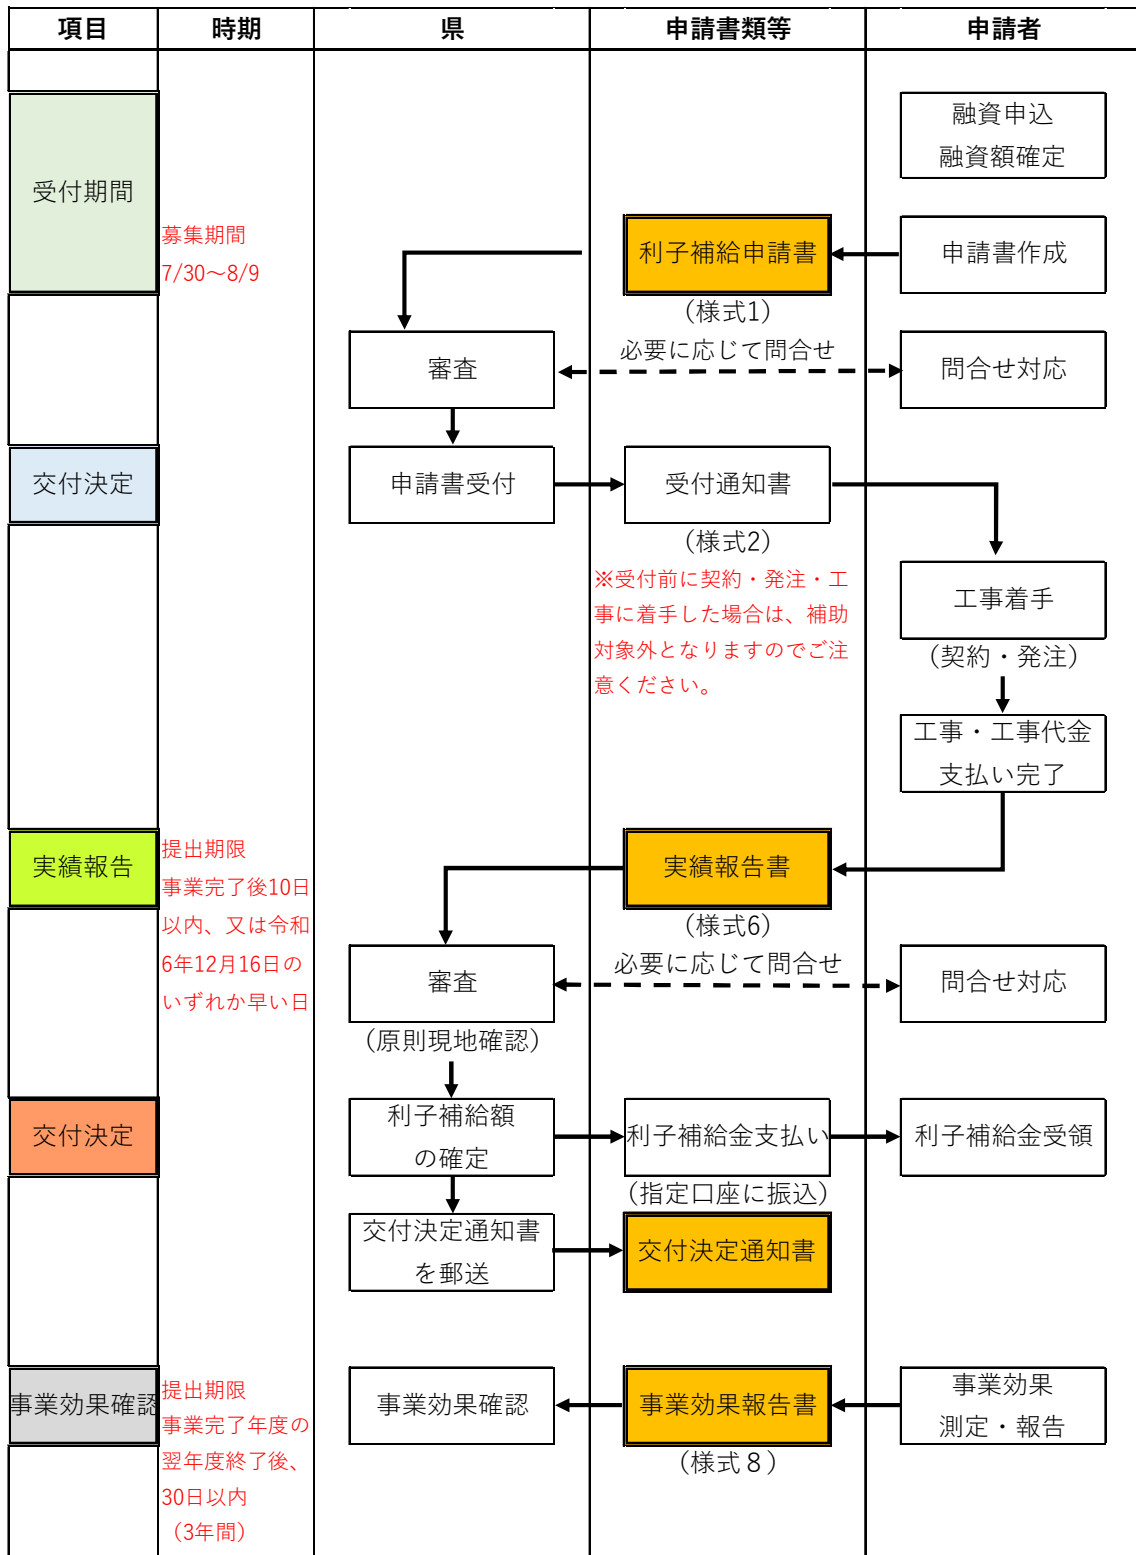 項目
時期
県
申請書類等
申請者
受付期間
募集期間
7/30～8/9
融資申込
融資額確定
利子補給申請書
(様式1)
申請書作成
審査
必要に応じて問合せ
問合せ対応
交付決定
申請書受付
受付通知書
(様式2)
※受付前に契約・発注・工
事に着手した場合は、補助
対象外となりますのでご注
意ください。
工事着手
(契約・発注)
工事・工事代金
支払い完了
実績報告
提出期限
事業完了後10日
以内、又は令和
6年12月16日の
いずれか早い日
実績報告書
(様式6)
審査
(原則現地確認)
必要に応じて問合せ
問合せ対応
交付決定
利子補給額
の確定
利子補給金支払い
(指定口座に振込)
利子補給金受領
交付決定通知書
を郵送
交付決定通知書
事業効果確認
提出期限
事業完了年度の
翌年度終了後、
30日以内
（3年間）
事業効果確認
事業効果報告書
(様式８)
事業効果
測定・報告